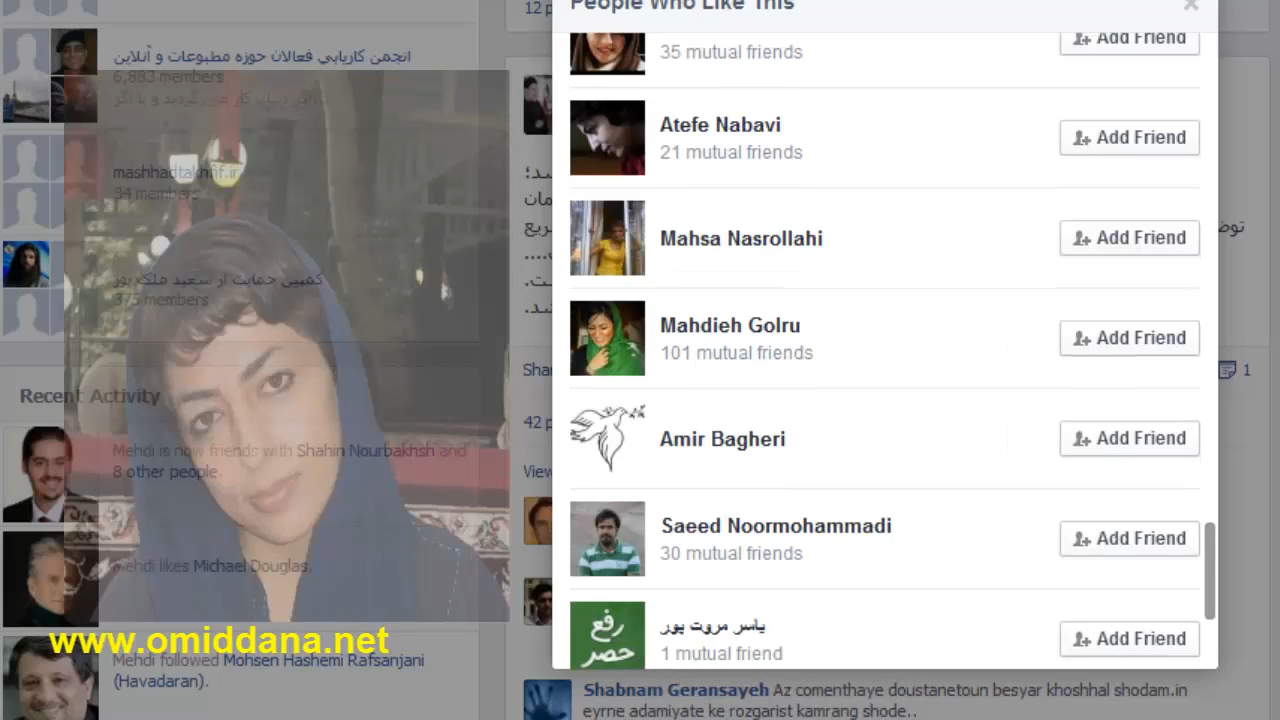 12 p
انجمن کاریابی فعالان حوزه مطبوعات و آنلاین
6,883 members
mashhadtakhfif.ir
34 members
کمپین حمایت از سعید ملک پور
375 members
Recent Activity
Mehdi is now friends with Shahin Nourbakhsh and
8 other people.
Mehdi likes Michael Douglas.
www.omiddana.net
Mehdi followed Mohsen Hashemi Rafsanjani
(Havadaran).
People Who Like This
35 mutual friends
Add Friend
Atefe Nabavi
21 mutual friends
Add Friend
Mahsa Nasrollahi
Add Friend
Mahdieh Golru
101 mutual friends
Add Friend
Amir Bagheri
Add Friend
Saeed Noormohammadi
30 mutual friends
Add Friend
رفع
حصر
یاسر مروت پور
1 mutual friend
Add Friend
Shar
1
42 p
View
Shabnam Geransayeh Az comenthaye doustanetoun besyar khoshhal shodam.in
eyrne adamiyate ke rozgarist kamrang shode..